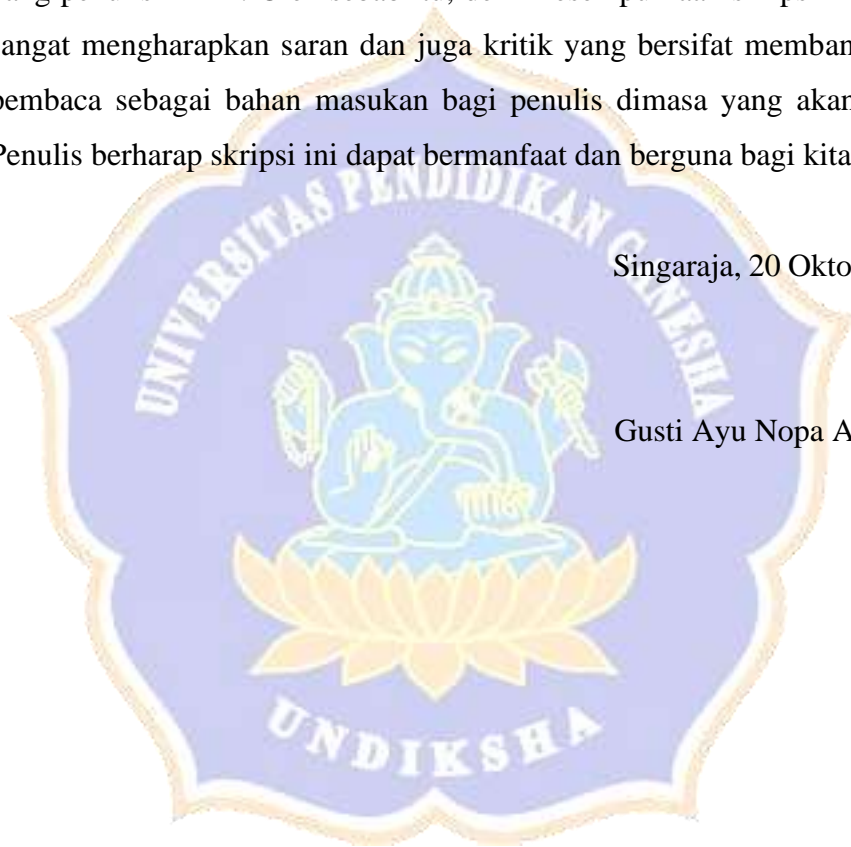 sangat mengharapkan saran dan juga kritik yang bersifat memban
pembaca sebagai bahan masukan bagi penulis dimasa yang akan
Penulis berharap skripsi ini dapat bermanfaat dan berguna bagi kita
UNIVERSITAS PENDIDIKAN GANESHA
Singaraja, 20 Okto
Gusti Ayu Nopa A
UNDIKSHA